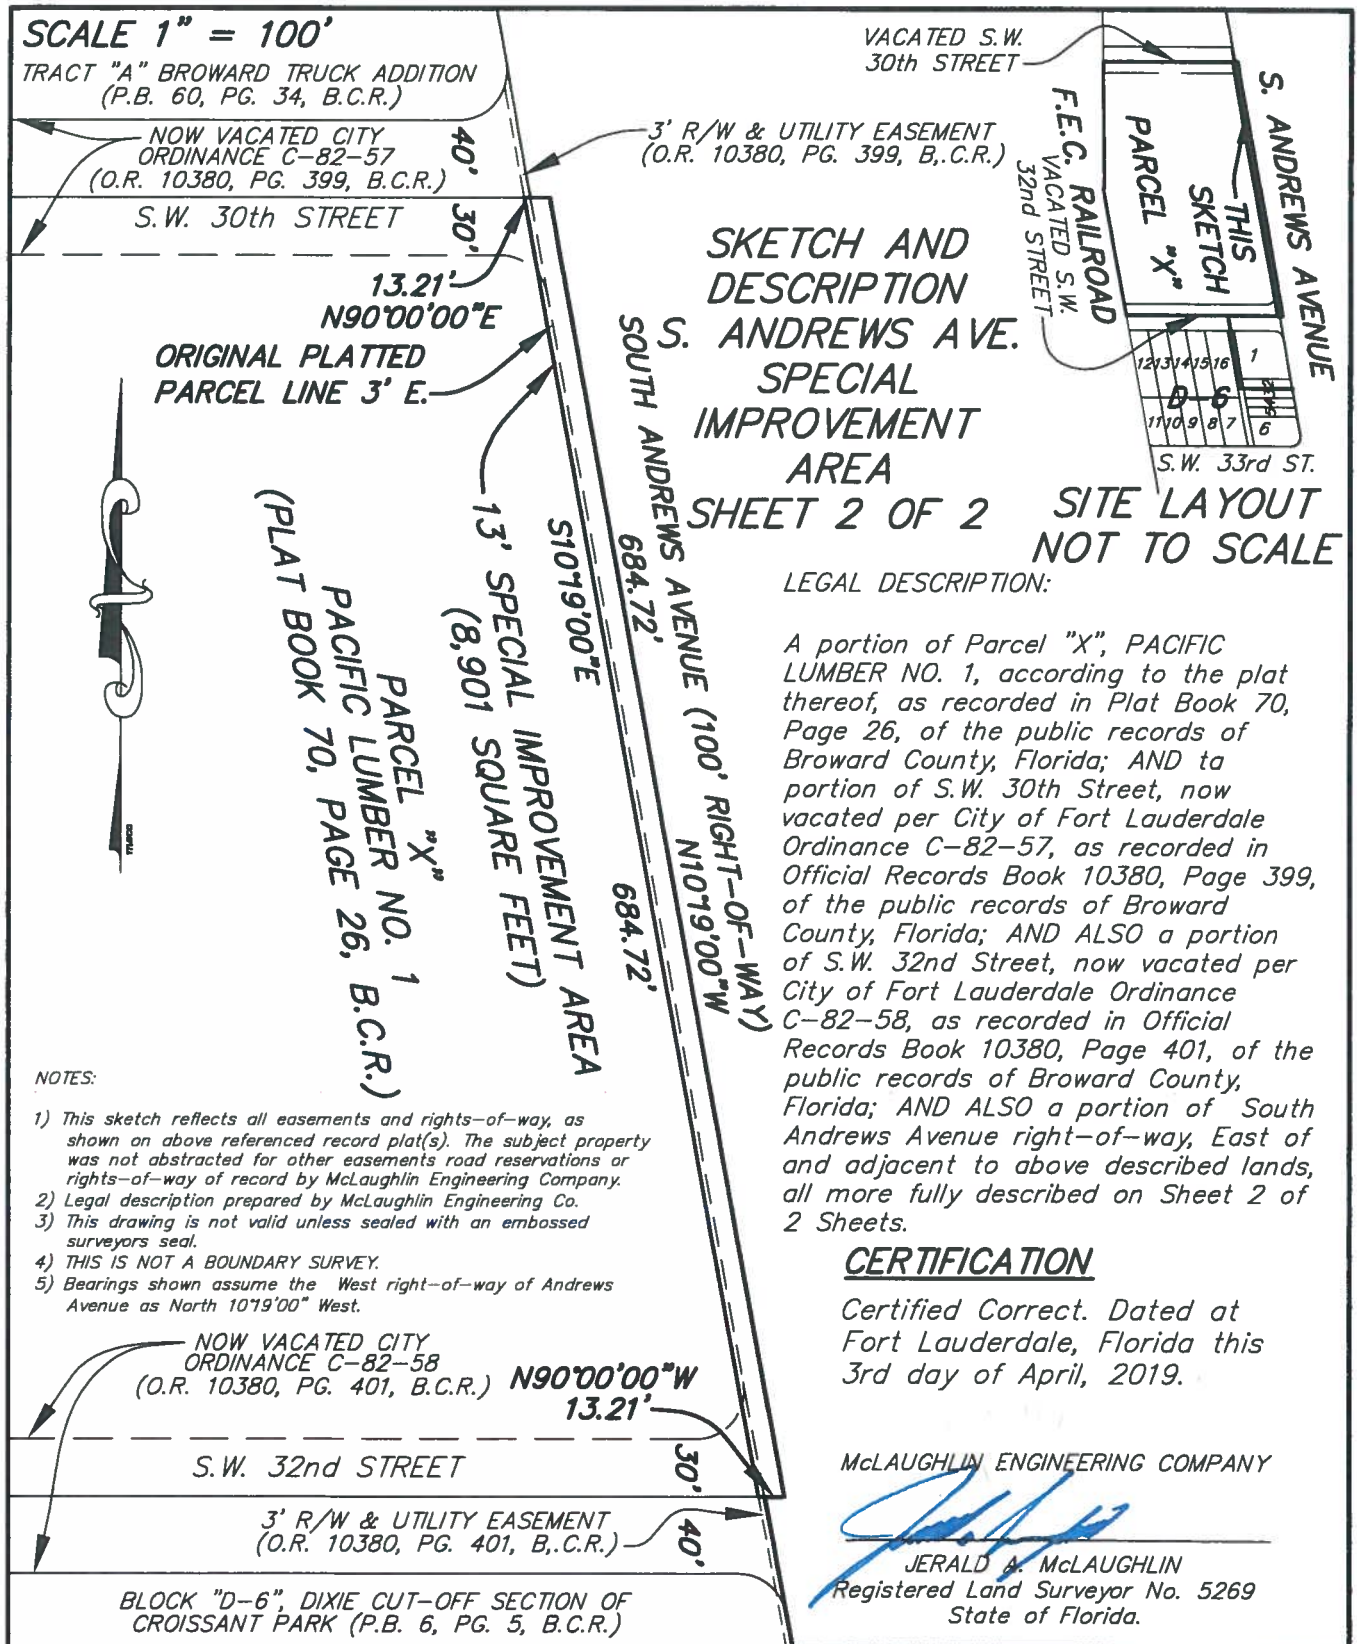 SCALE 1" = 100'
TRACT "A" BROWARD TRUCK ADDITION
(P.B. 60, PG. 34, B.C.R.)
NOW VACATED CITY
ORDINANCE C-82-57
(O.R. 10380, PG. 399, B.C.R.)
40'
S.W. 30th STREET
30'
3' R/W & UTILITY EASEMENT
(O.R. 10380, PG. 399, B,.C.R.)
13.21'
N90°00'00"E
ORIGINAL PLATTED
PARCEL LINE 3' E.
VACATED S.W.
30th STREET
S. ANDREWS AVENUE
F.E.C. RAILROAD
VACATED S.W.
32nd STREET
PARCEL "X"
THIS
SKETCH
12 13 14 15 16
1
2
3
4
5
D-6
11 10 9 8 7
6
S.W. 33rd ST.
SITE LAYOUT
NOT TO SCALE
SKETCH AND
DESCRIPTION
S. ANDREWS AVE.
SPECIAL
IMPROVEMENT
AREA
SHEET 2 OF 2
SOUTH ANDREWS AVENUE (100' RIGHT-OF-WAY)
684.72'
N10°19'00"W
S10°19'00"E
684.72'
13' SPECIAL IMPROVEMENT AREA
(8,901 SQUARE FEET)
PARCEL "X"
PACIFIC LUMBER NO. 1
(PLAT BOOK 70, PAGE 26, B.C.R.)
LEGAL DESCRIPTION:
A portion of Parcel "X", PACIFIC
LUMBER NO. 1, according to the plat
thereof, as recorded in Plat Book 70,
Page 26, of the public records of
Broward County, Florida; AND ta
portion of S.W. 30th Street, now
vacated per City of Fort Lauderdale
Ordinance C-82-57, as recorded in
Official Records Book 10380, Page 399,
of the public records of Broward
County, Florida; AND ALSO a portion
of S.W. 32nd Street, now vacated per
City of Fort Lauderdale Ordinance
C-82-58, as recorded in Official
Records Book 10380, Page 401, of the
public records of Broward County,
Florida; AND ALSO a portion of South
Andrews Avenue right-of-way, East of
and adjacent to above described lands,
all more fully described on Sheet 2 of
2 Sheets.
NOTES:
1) This sketch reflects all easements and rights-of-way, as
shown on above referenced record plat(s). The subject property
was not abstracted for other easements road reservations or
rights-of-way of record by McLaughlin Engineering Company.
2) Legal description prepared by McLaughlin Engineering Co.
3) This drawing is not valid unless sealed with an embossed
surveyors seal.
4) THIS IS NOT A BOUNDARY SURVEY.
5) Bearings shown assume the West right-of-way of Andrews
Avenue as North 10°19'00" West.
NOW VACATED CITY
ORDINANCE C-82-58
(O.R. 10380, PG. 401, B.C.R.)
N90°00'00"W
13.21'
S.W. 32nd STREET
30'
3' R/W & UTILITY EASEMENT
(O.R. 10380, PG. 401, B,.C.R.)
40'
BLOCK "D-6", DIXIE CUT-OFF SECTION OF
CROISSANT PARK (P.B. 6, PG. 5, B.C.R.)
CERTIFICATION
Certified Correct. Dated at
Fort Lauderdale, Florida this
3rd day of April, 2019.
McLAUGHLIN ENGINEERING COMPANY
JERALD A. McLAUGHLIN
Registered Land Surveyor No. 5269
State of Florida.